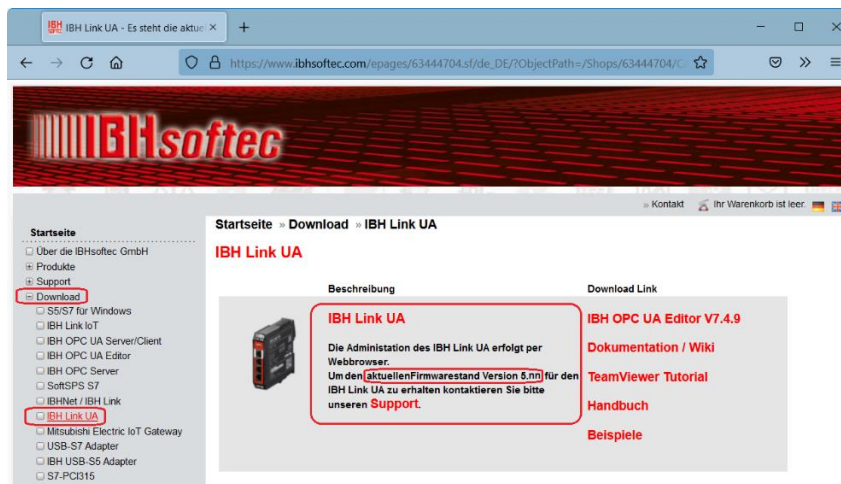 IBH Link UA - Es steht die aktue
https://www.ibhsoftec.com/epages/63444704.sf/de_DE/?ObjectPath=/Shops/63444704/
IBHsoftec
» Kontakt Ihr Warenkorb ist leer.
Startseite
Über die IBHsoftec GmbH
Produkte
Support
Download
S5/S7 für Windows
IBH Link IoT
IBH OPC UA Server/Client
IBH OPC UA Editor
IBH OPC Server
SoftSPS S7
IBHNet / IBH Link
IBH Link UA
Mitsubishi Electric IoT Gateway
USB-S7 Adapter
IBH USB-S5 Adapter
S7-PCI315
Startseite » Download » IBH Link UA
IBH Link UA
Beschreibung
IBH Link UA
Die Administation des IBH Link UA erfolgt per
Webbrowser.
Um den aktuellenFirmwarestand Version 5.nn für den
IBH Link UA zu erhalten kontaktieren Sie bitte
unseren Support.
Download Link
IBH OPC UA Editor V7.4.9
Dokumentation / Wiki
TeamViewer Tutorial
Handbuch
Beispiele